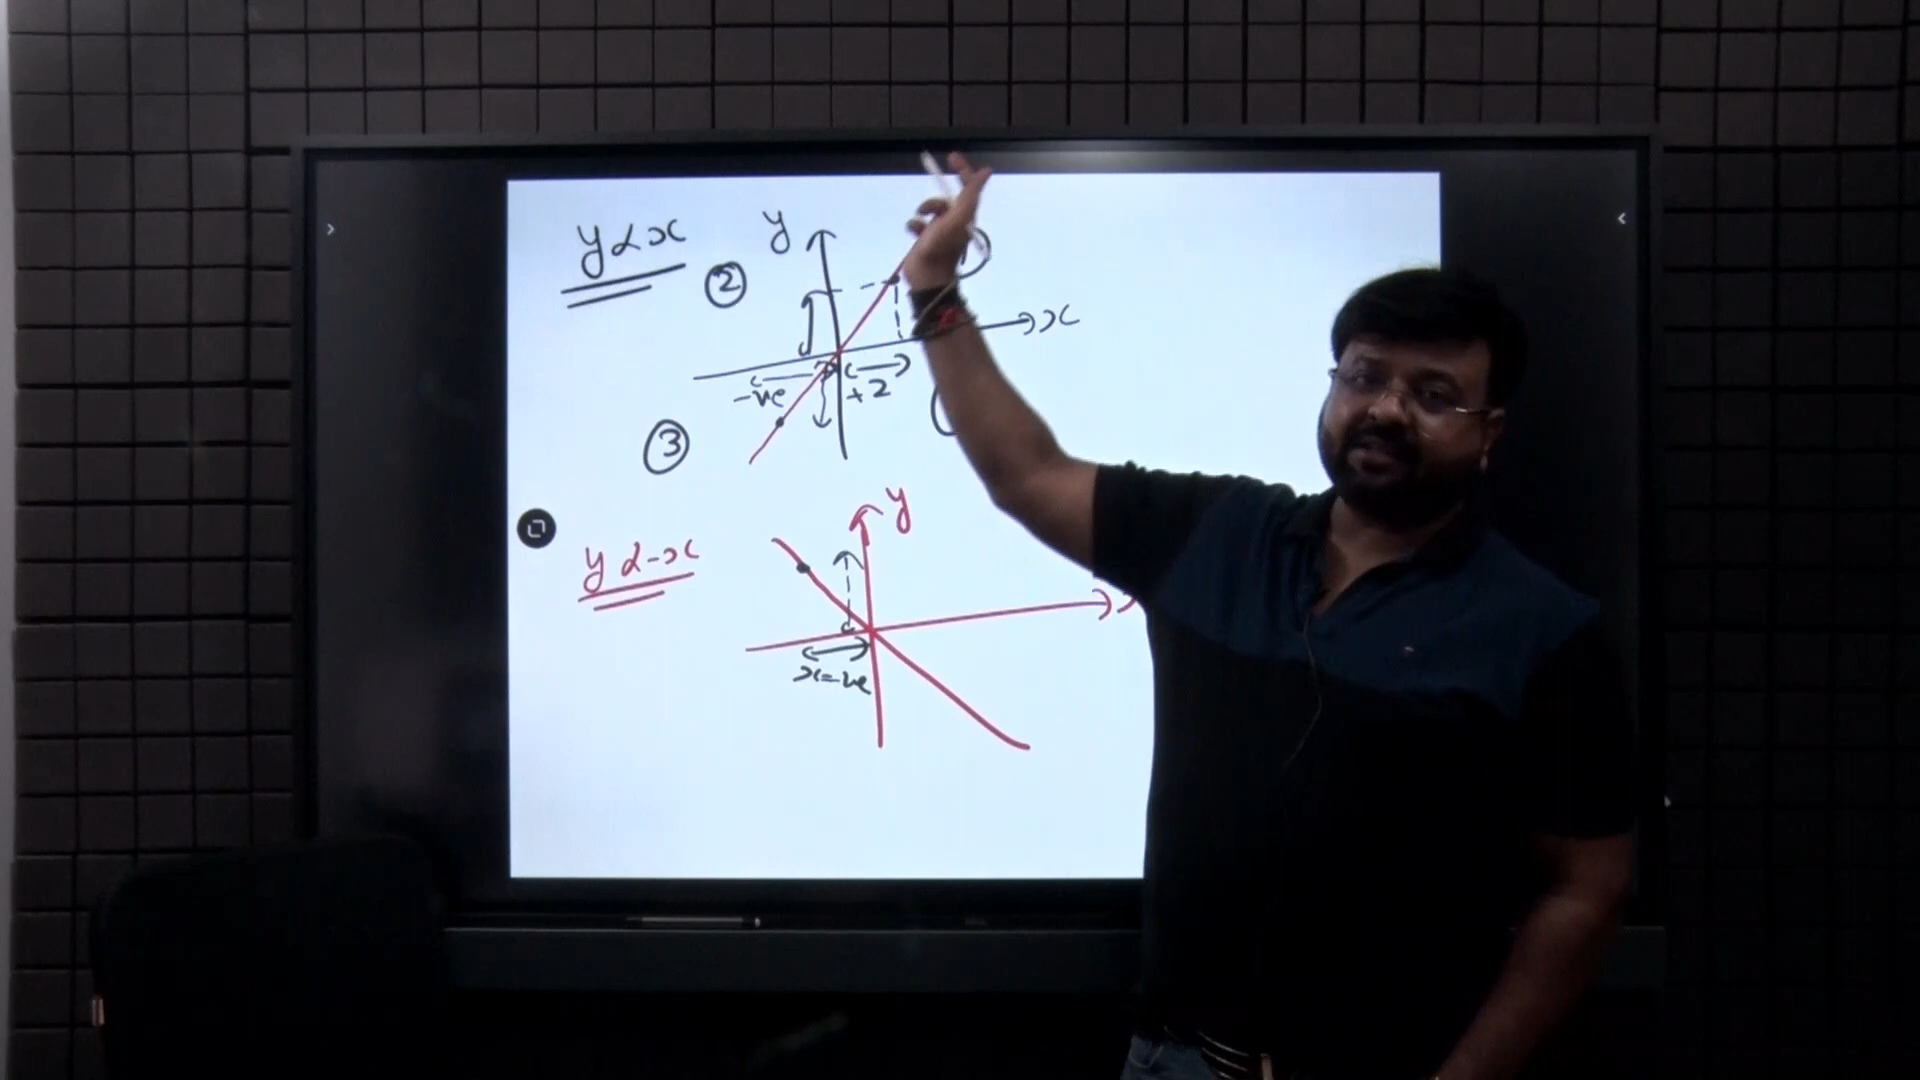 y ∝ x
y
②
x
-ve
+2
③
y
y ∝ -x
x=-ve